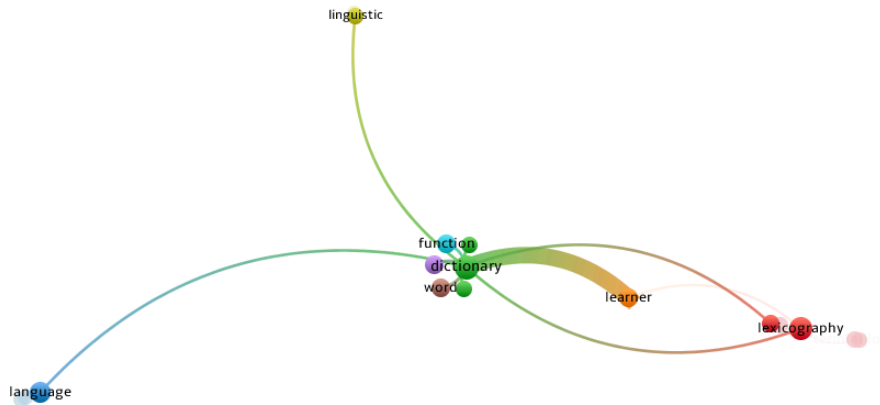 linguistic
function
dictionary
word
learner
lexicography
language